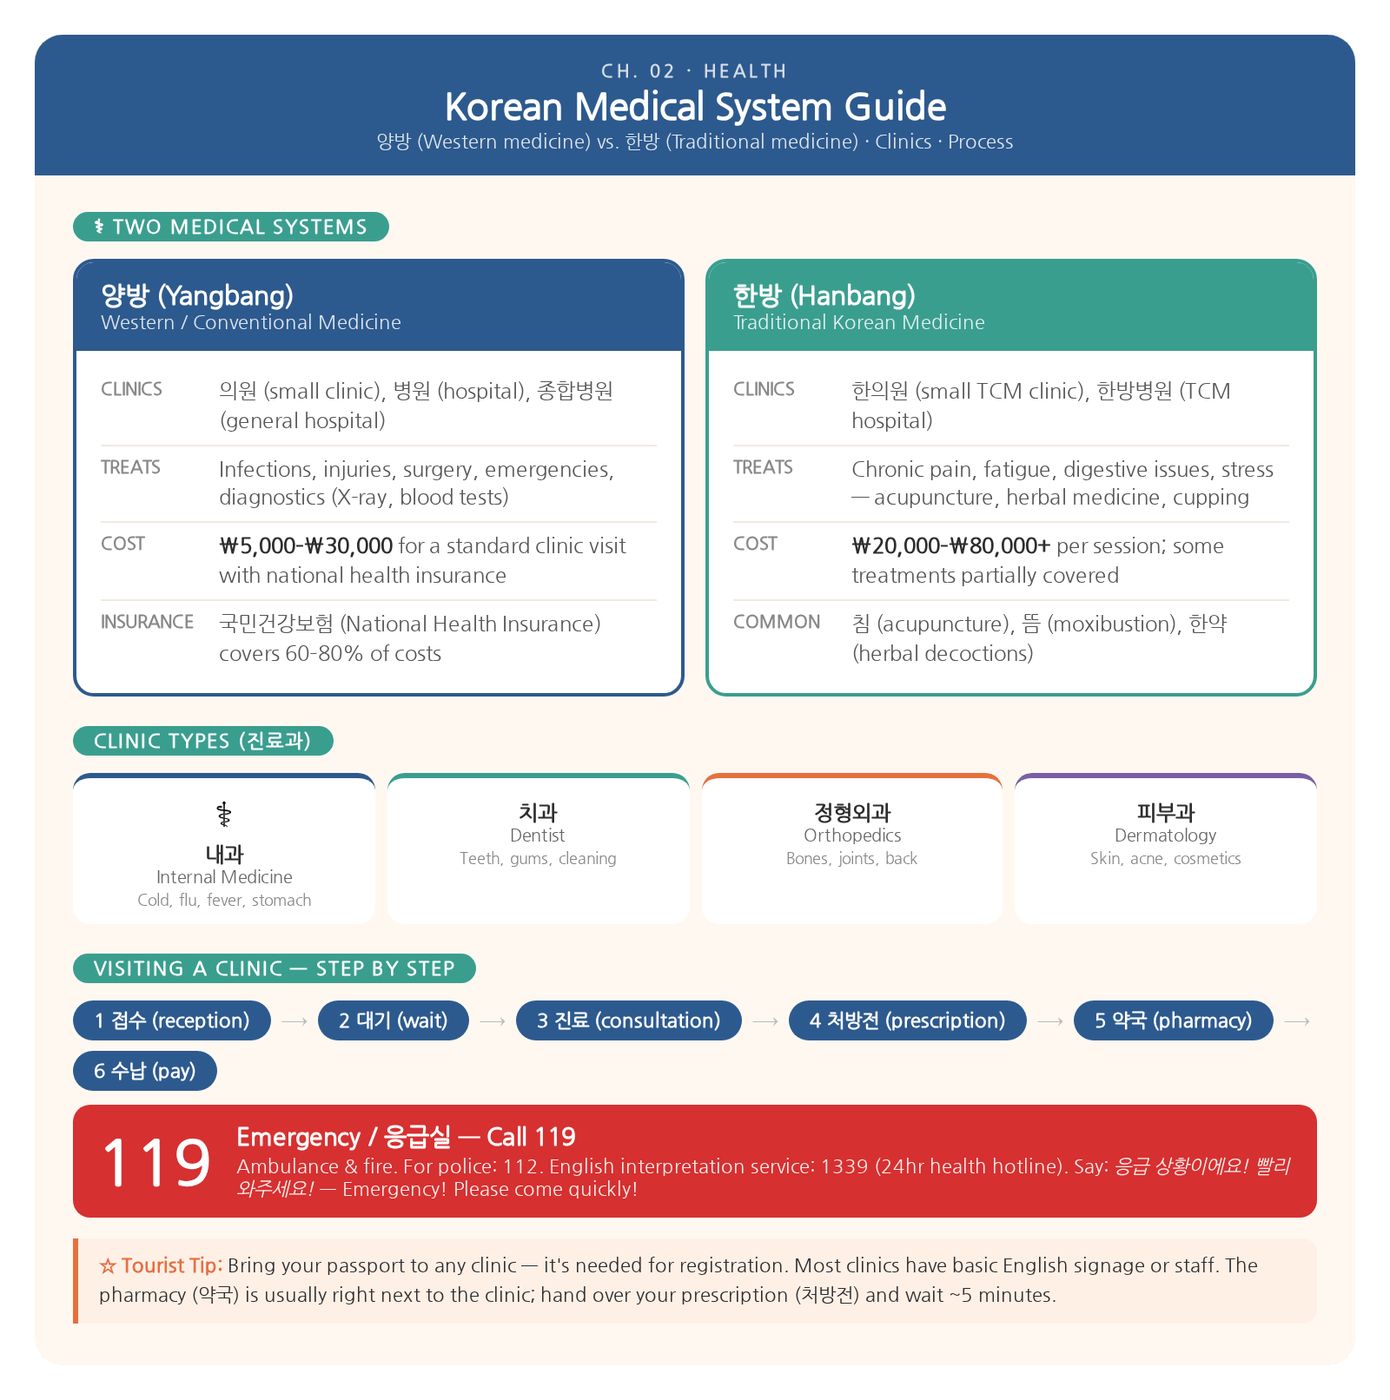 CH. 02 · HEALTH
Korean Medical System Guide
양방 (Western medicine) vs. 한방 (Traditional medicine) · Clinics · Process
⚕ TWO MEDICAL SYSTEMS
양방 (Yangbang)
Western / Conventional Medicine
CLINICS
의원 (small clinic), 병원 (hospital), 종합병원
(general hospital)
TREATS
Infections, injuries, surgery, emergencies,
diagnostics (X-ray, blood tests)
COST
₩5,000–₩30,000 for a standard clinic visit
with national health insurance
INSURANCE
국민건강보험 (National Health Insurance)
covers 60–80% of costs
한방 (Hanbang)
Traditional Korean Medicine
CLINICS
한의원 (small TCM clinic), 한방병원 (TCM
hospital)
TREATS
Chronic pain, fatigue, digestive issues, stress
— acupuncture, herbal medicine, cupping
COST
₩20,000–₩80,000+ per session; some
treatments partially covered
COMMON
침 (acupuncture), 뜸 (moxibustion), 한약
(herbal decoctions)
CLINIC TYPES (진료과)
⚕
내과
Internal Medicine
Cold, flu, fever, stomach
치과
Dentist
Teeth, gums, cleaning
정형외과
Orthopedics
Bones, joints, back
피부과
Dermatology
Skin, acne, cosmetics
VISITING A CLINIC — STEP BY STEP
1 접수 (reception) → 2 대기 (wait) → 3 진료 (consultation) → 4 처방전 (prescription) → 5 약국 (pharmacy) →
6 수납 (pay)
119
Emergency / 응급실 — Call 119
Ambulance & fire. For police: 112. English interpretation service: 1339 (24hr health hotline). Say: 응급 상황이에요! 빨리
와주세요! — Emergency! Please come quickly!
☆ Tourist Tip: Bring your passport to any clinic — it's needed for registration. Most clinics have basic English signage or staff. The
pharmacy (약국) is usually right next to the clinic; hand over your prescription (처방전) and wait ~5 minutes.